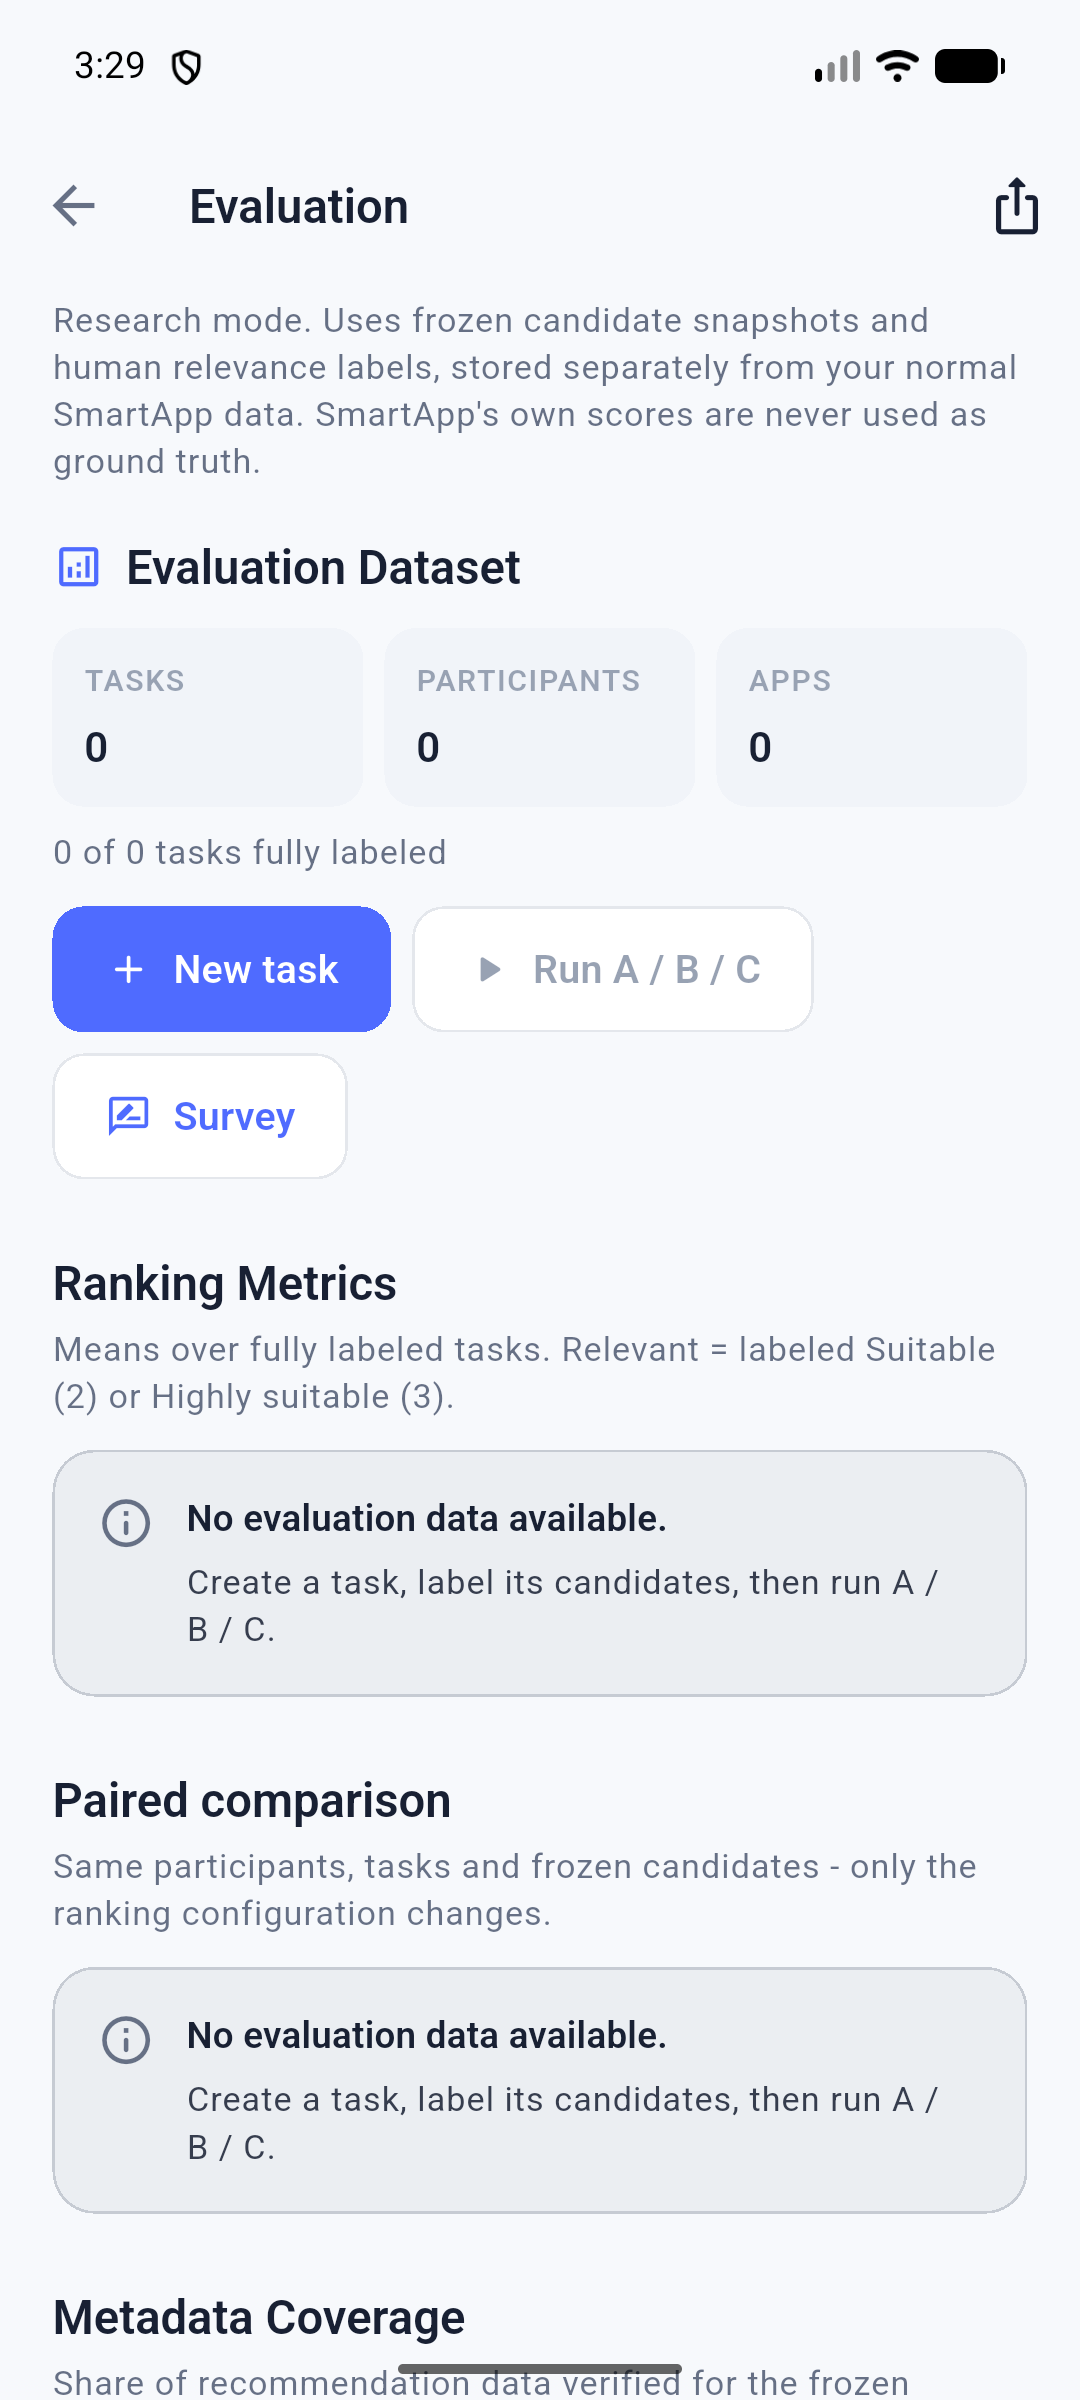 3:29
Evaluation
Research mode. Uses frozen candidate snapshots and
human relevance labels, stored separately from your normal
SmartApp data. SmartApp's own scores are never used as
ground truth.
Evaluation Dataset
TASKS
0
PARTICIPANTS
0
APPS
0
0 of 0 tasks fully labeled
New task
Run A / B / C
Survey
Ranking Metrics
Means over fully labeled tasks. Relevant = labeled Suitable
(2) or Highly suitable (3).
No evaluation data available.
Create a task, label its candidates, then run A /
B / C.
Paired comparison
Same participants, tasks and frozen candidates - only the
ranking configuration changes.
No evaluation data available.
Create a task, label its candidates, then run A /
B / C.
Metadata Coverage
Share of recommendation data verified for the frozen